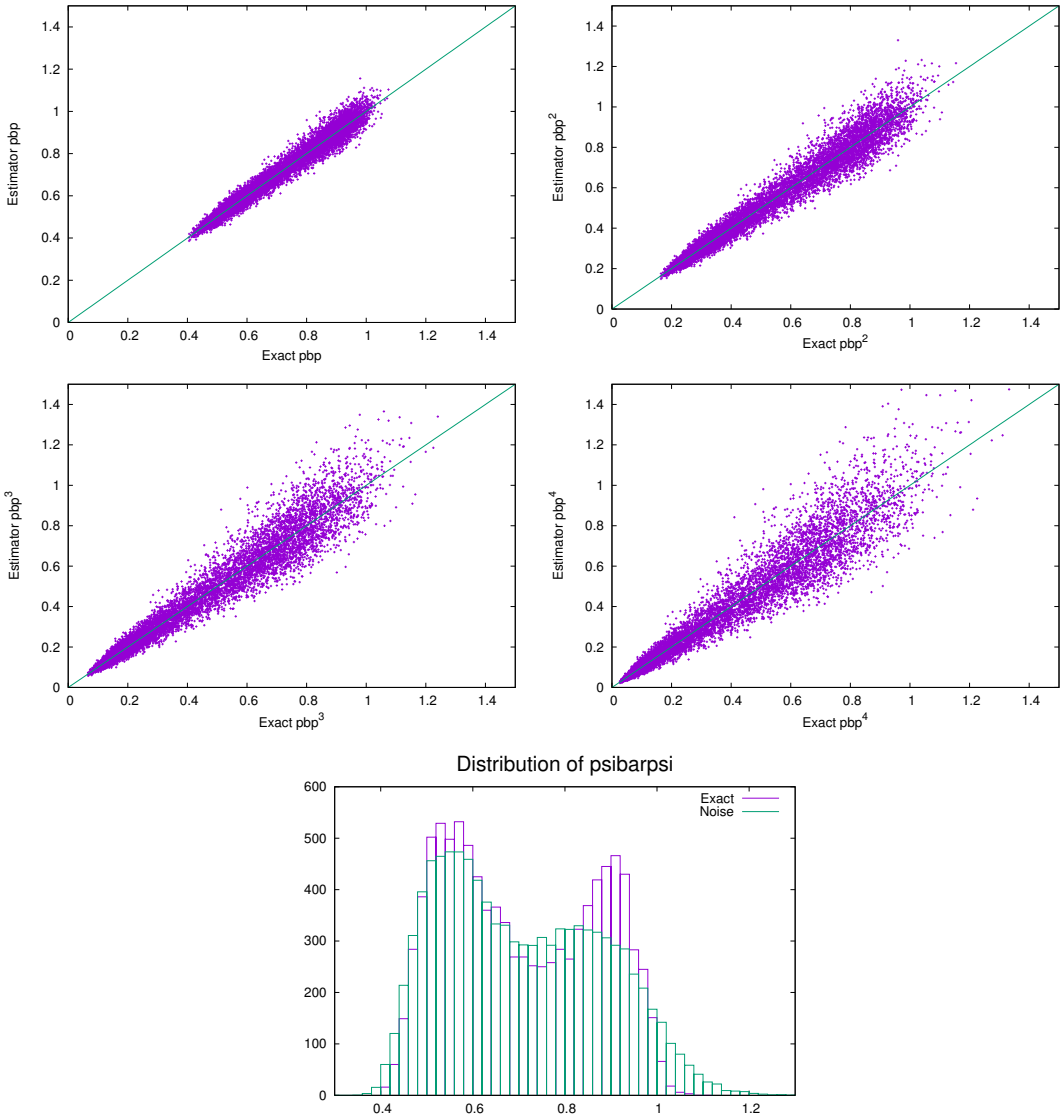 1.4
1.2
1
0.8
0.6
0.4
0.2
0
Estimator pbp
0 0.2 0.4 0.6 0.8 1 1.2 1.4
Exact pbp
1.4
1.2
1
0.8
0.6
0.4
0.2
0
Estimator pbp²
0 0.2 0.4 0.6 0.8 1 1.2 1.4
Exact pbp²
1.4
1.2
1
0.8
0.6
0.4
0.2
0
Estimator pbp³
0 0.2 0.4 0.6 0.8 1 1.2 1.4
Exact pbp³
1.4
1.2
1
0.8
0.6
0.4
0.2
0
Estimator pbp⁴
0 0.2 0.4 0.6 0.8 1 1.2 1.4
Exact pbp⁴
Distribution of psibarpsi
600
500
400
300
200
100
0
Exact
Noise
0.4 0.6 0.8 1 1.2